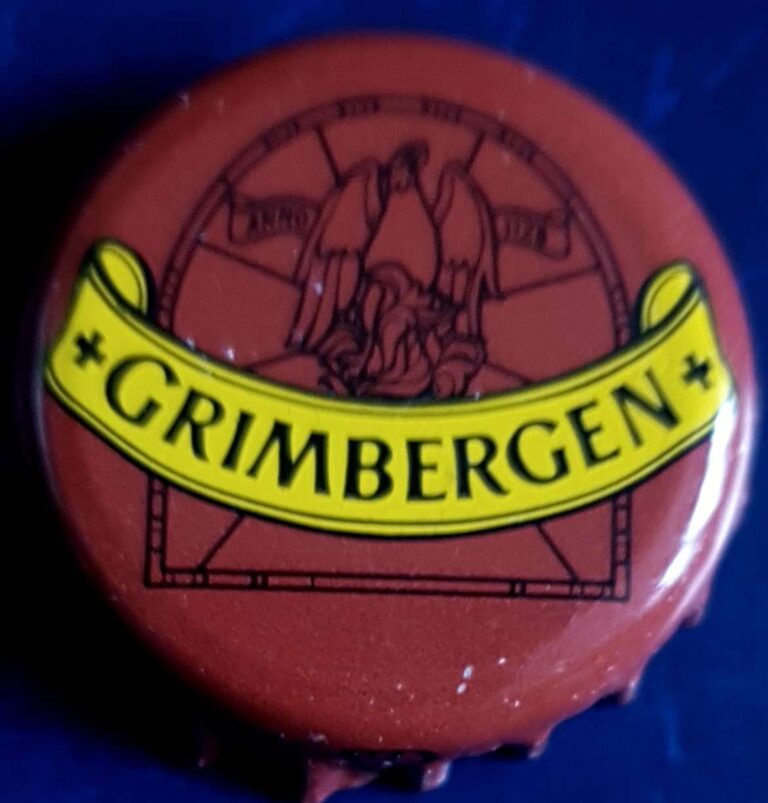 ANNO 1128
+ GRIMBERGEN +